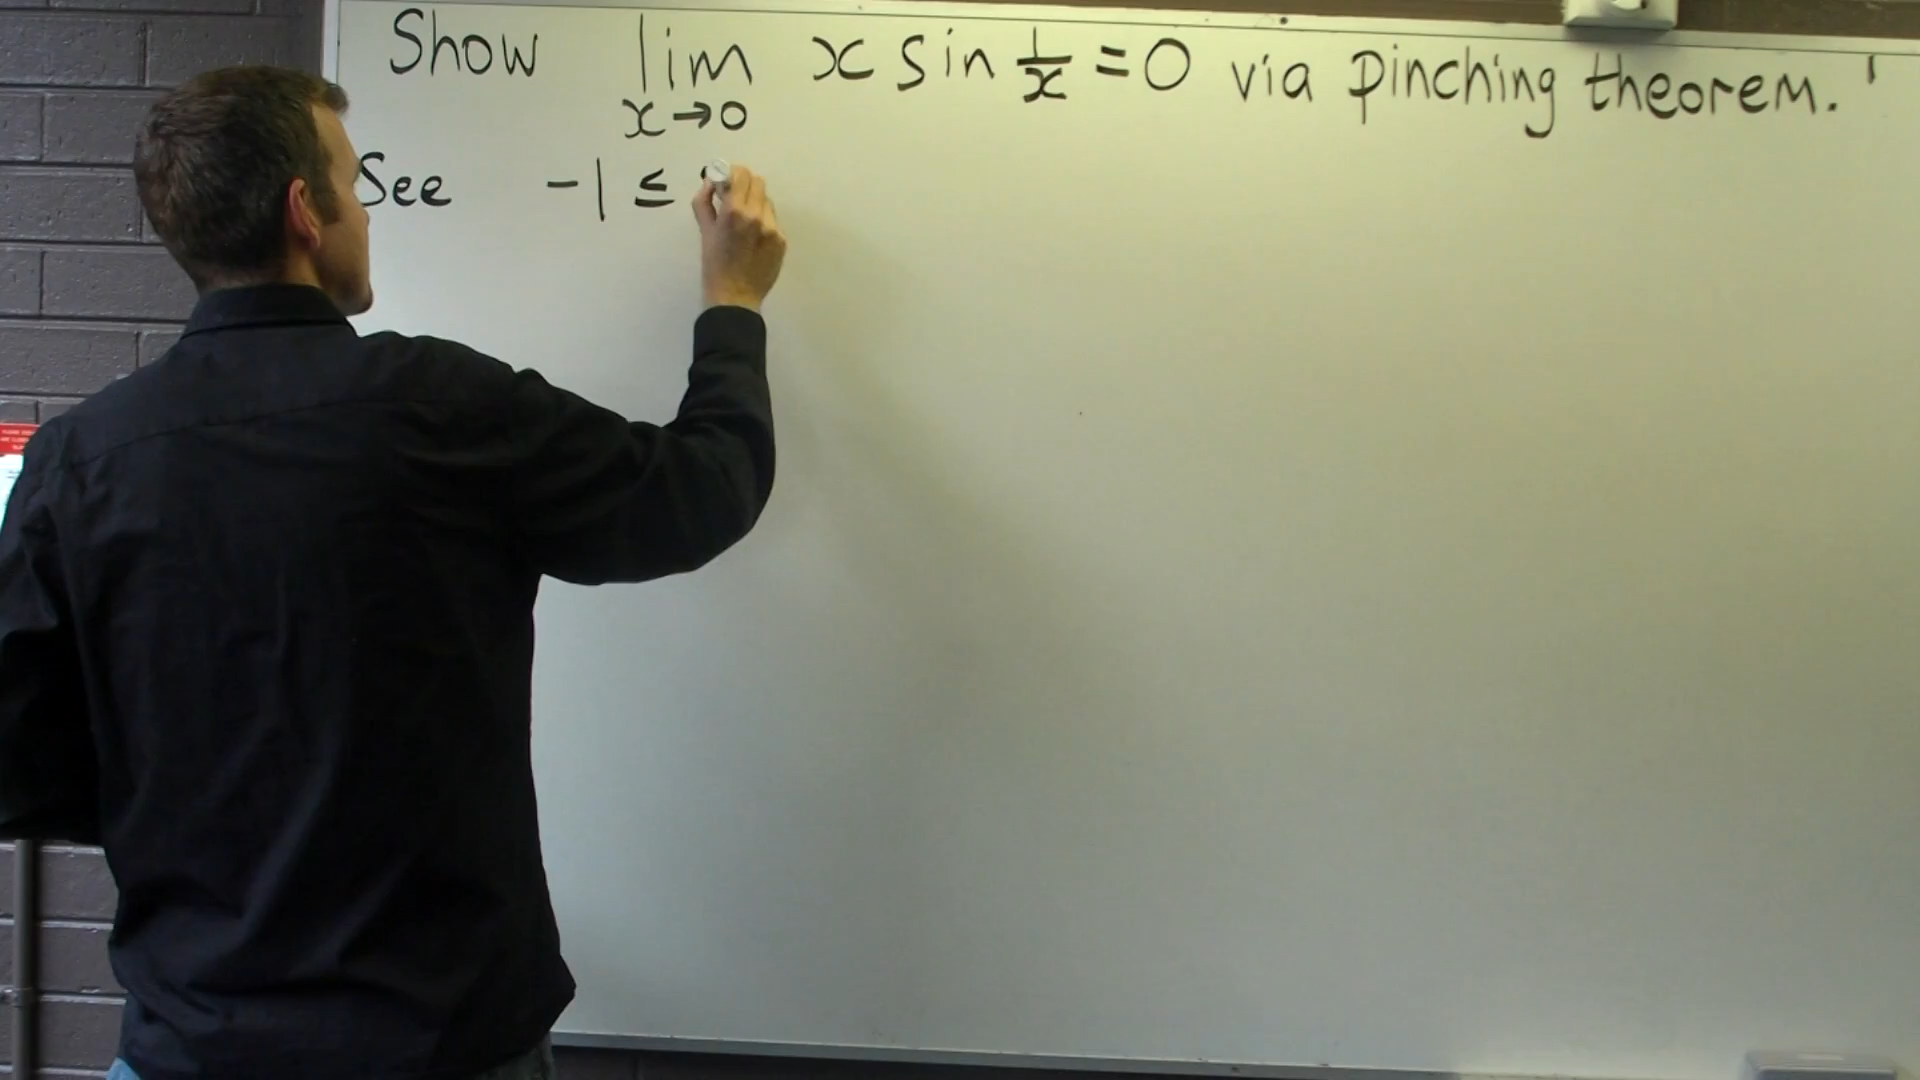 Show lim x sin 1/x = 0 via pinching theorem.
x→0
See -1 ≤